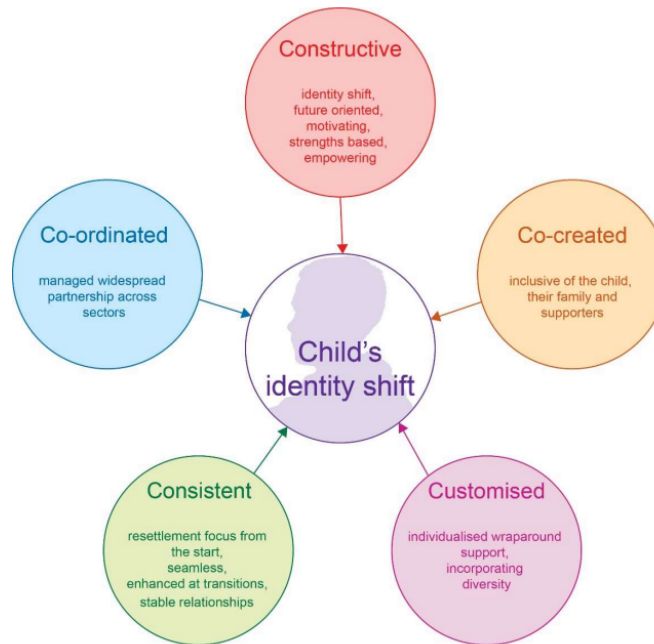 Constructive
identity shift,
future oriented,
motivating,
strengths based,
empowering
Co-ordinated
managed widespread
partnership across
sectors
Co-created
inclusive of the child,
their family and
supporters
Child's
identity shift
Consistent
resettlement focus from
the start,
seamless,
enhanced at transitions,
stable relationships
Customised
individualised wraparound
support,
incorporating
diversity